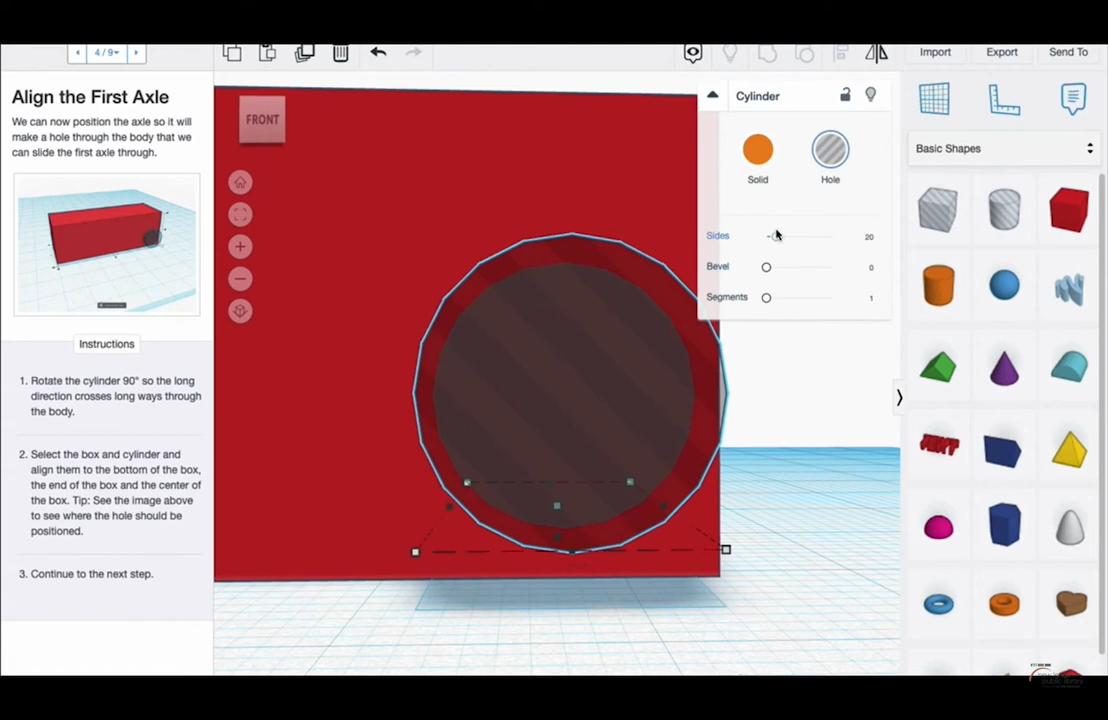 4/9
Import
Export
Send To
Align the First Axle
We can now position the axle so it will
make a hole through the body that we
can slide the first axle through.
Instructions
1. Rotate the cylinder 90° so the long
direction crosses long ways through
the body.
2. Select the box and cylinder and
align them to the bottom of the box,
the end of the box and the center of
the box. Tip: See the image above
to see where the hole should be
positioned.
3. Continue to the next step.
FRONT
Cylinder
Solid
Hole
Sides
20
Bevel
0
Segments
1
Basic Shapes
TEXT
public library